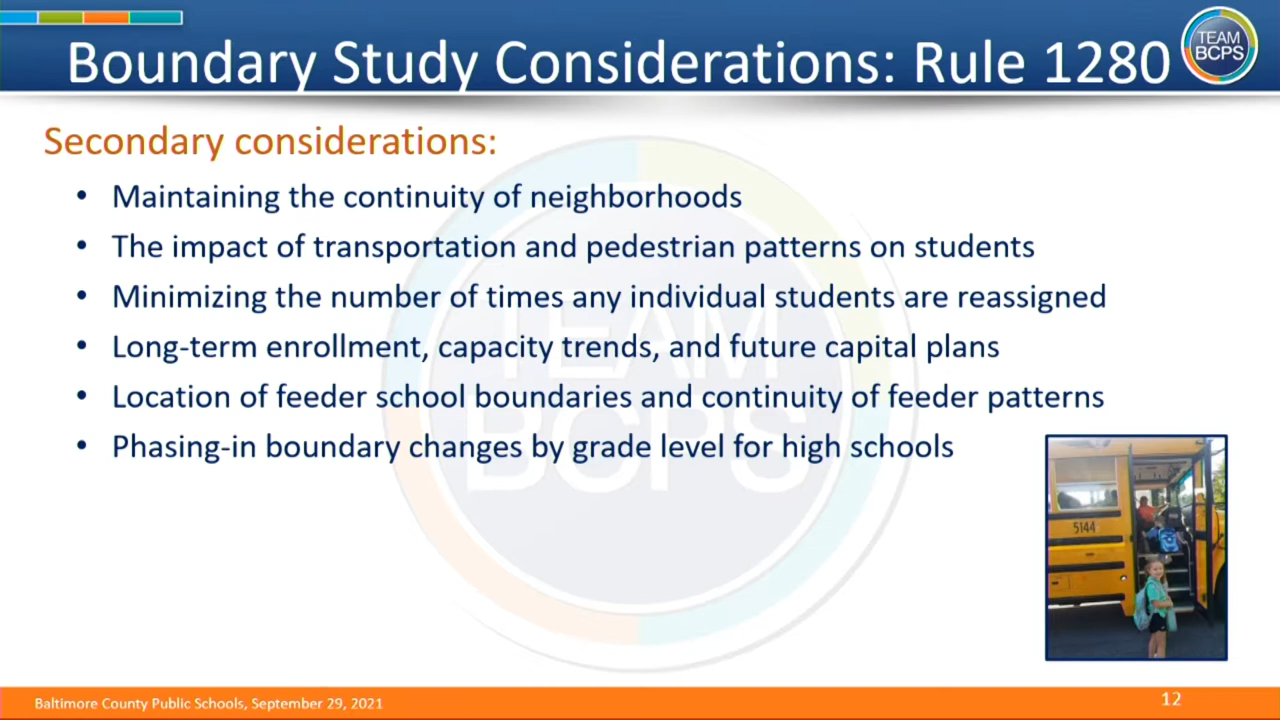 Boundary Study Considerations: Rule 1280
TEAM
BCPS
Secondary considerations:
• Maintaining the continuity of neighborhoods
• The impact of transportation and pedestrian patterns on students
• Minimizing the number of times any individual students are reassigned
• Long-term enrollment, capacity trends, and future capital plans
• Location of feeder school boundaries and continuity of feeder patterns
• Phasing-in boundary changes by grade level for high schools
TEAM
BCPS
5144
Baltimore County Public Schools, September 29, 2021
12